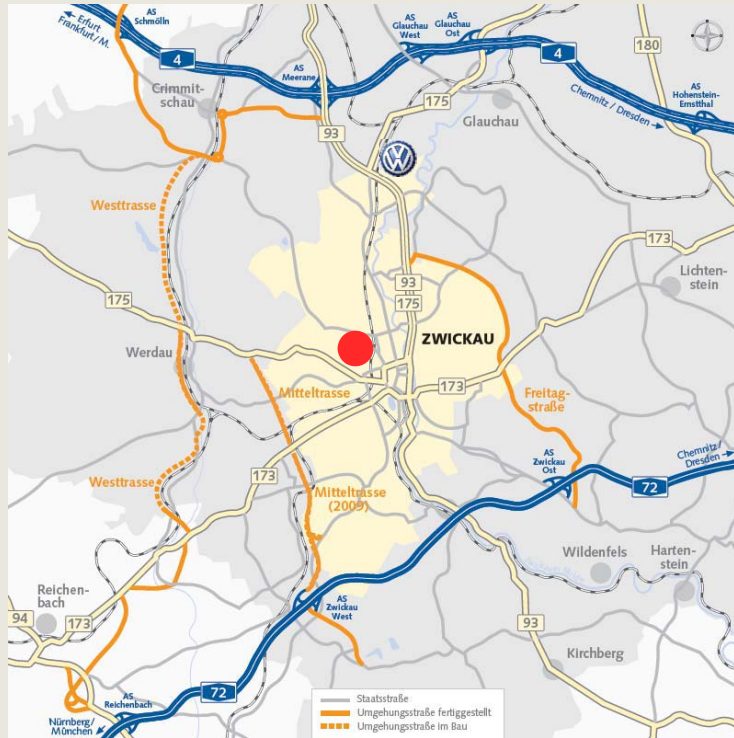 AS
Schmölln
Erfurt
Frankfurt/M.
AS
Glauchau
West
AS
Glauchau
Ost
4
4
180
AS
Meerane
AS
Hohenstein-
Ernstthal
Crimmit-
schau
175
Chemnitz / Dresden
Glauchau
93
VW
Westtrasse
173
93
Lichten-
stein
175
175
ZWICKAU
Werdau
Mitteltrasse
173
Freitag-
straße
AS
Zwickau
Ost
Chemnitz/
Dresden
173
Westtrasse
72
Mitteltrasse
(2009)
Wildenfels
Harten-
stein
Reichen-
bach
AS
Zwickau
West
94
173
93
Kirchberg
72
AS
Reichenbach
Nürnberg/
München
Staatsstraße
Umgehungsstraße fertiggestellt
Umgehungsstraße im Bau